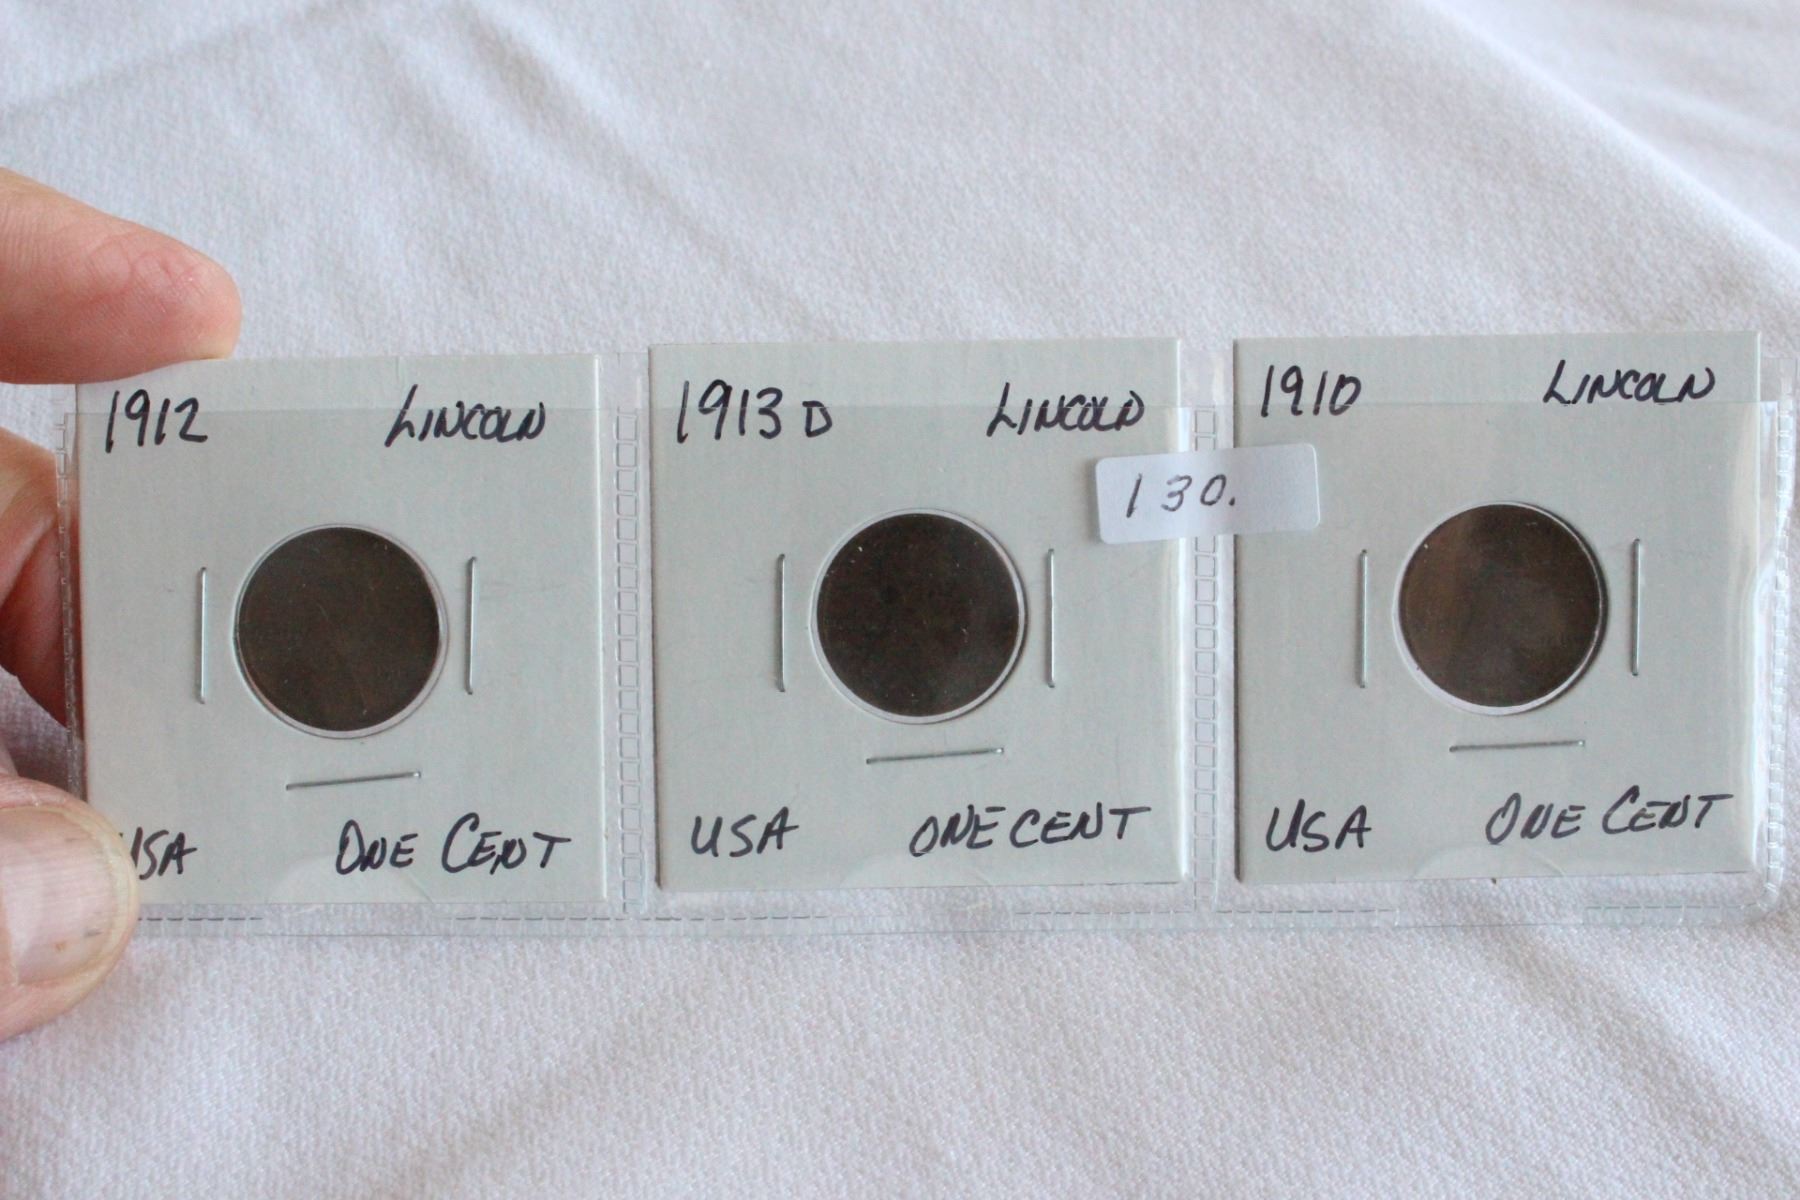 1912 LINCOLN
USA ONE CENT
1913 D LINCOLN
130.
USA ONE CENT
1910 LINCOLN
USA ONE CENT